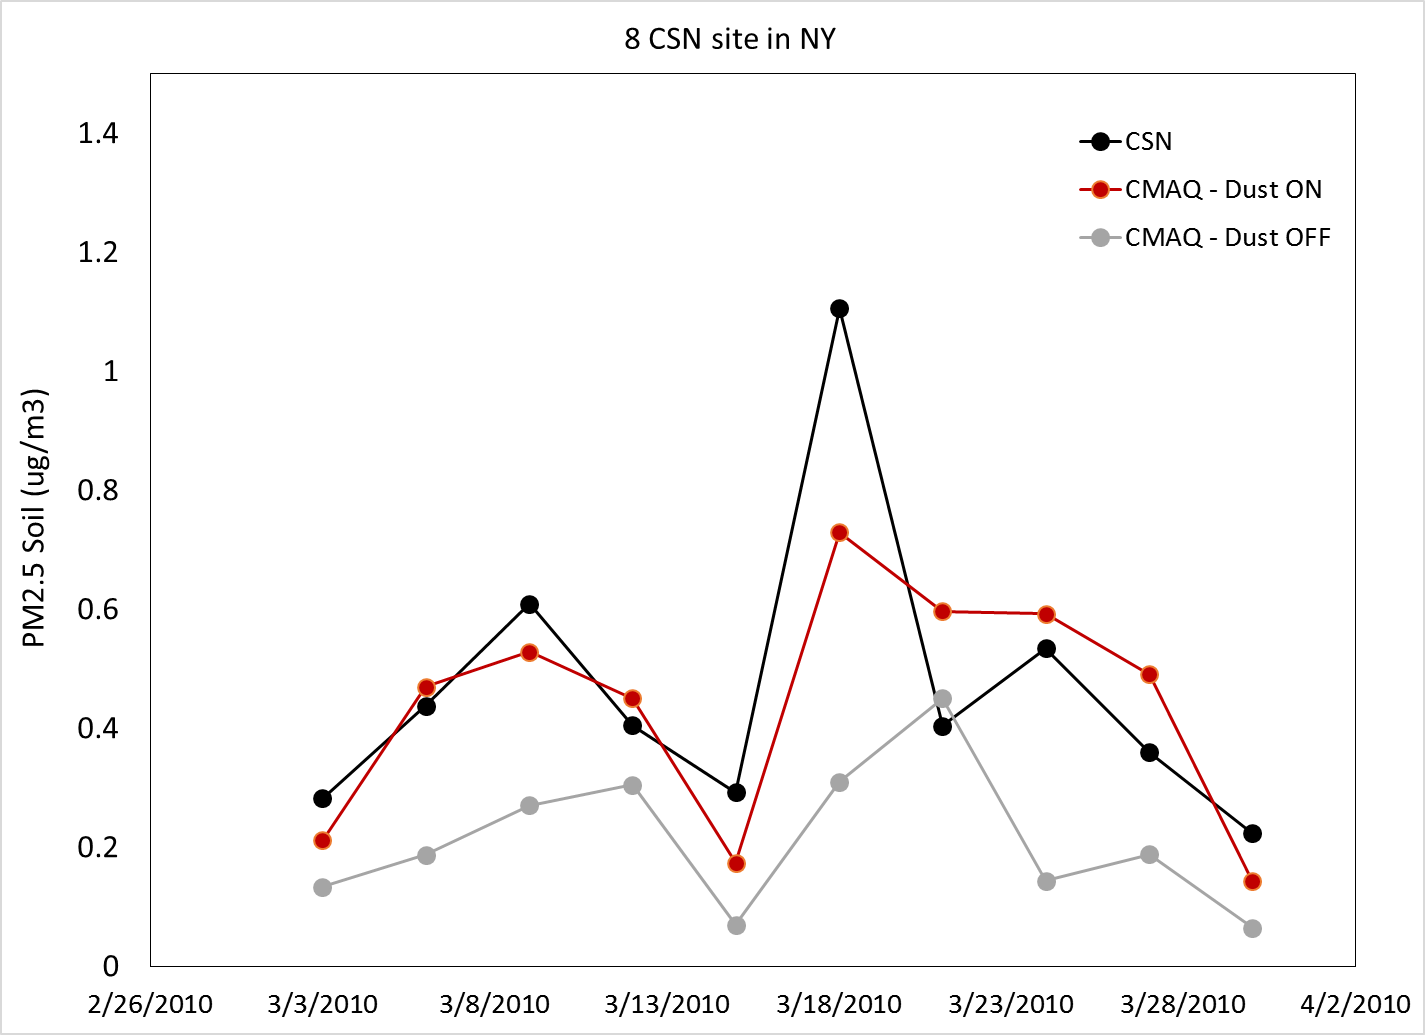 8 CSN site in NY
1.4
1.2
1
0.8
0.6
0.4
0.2
0
PM2.5 Soil (ug/m3)
CSN
CMAQ - Dust ON
CMAQ - Dust OFF
2/26/2010 3/3/2010 3/8/2010 3/13/2010 3/18/2010 3/23/2010 3/28/2010 4/2/2010